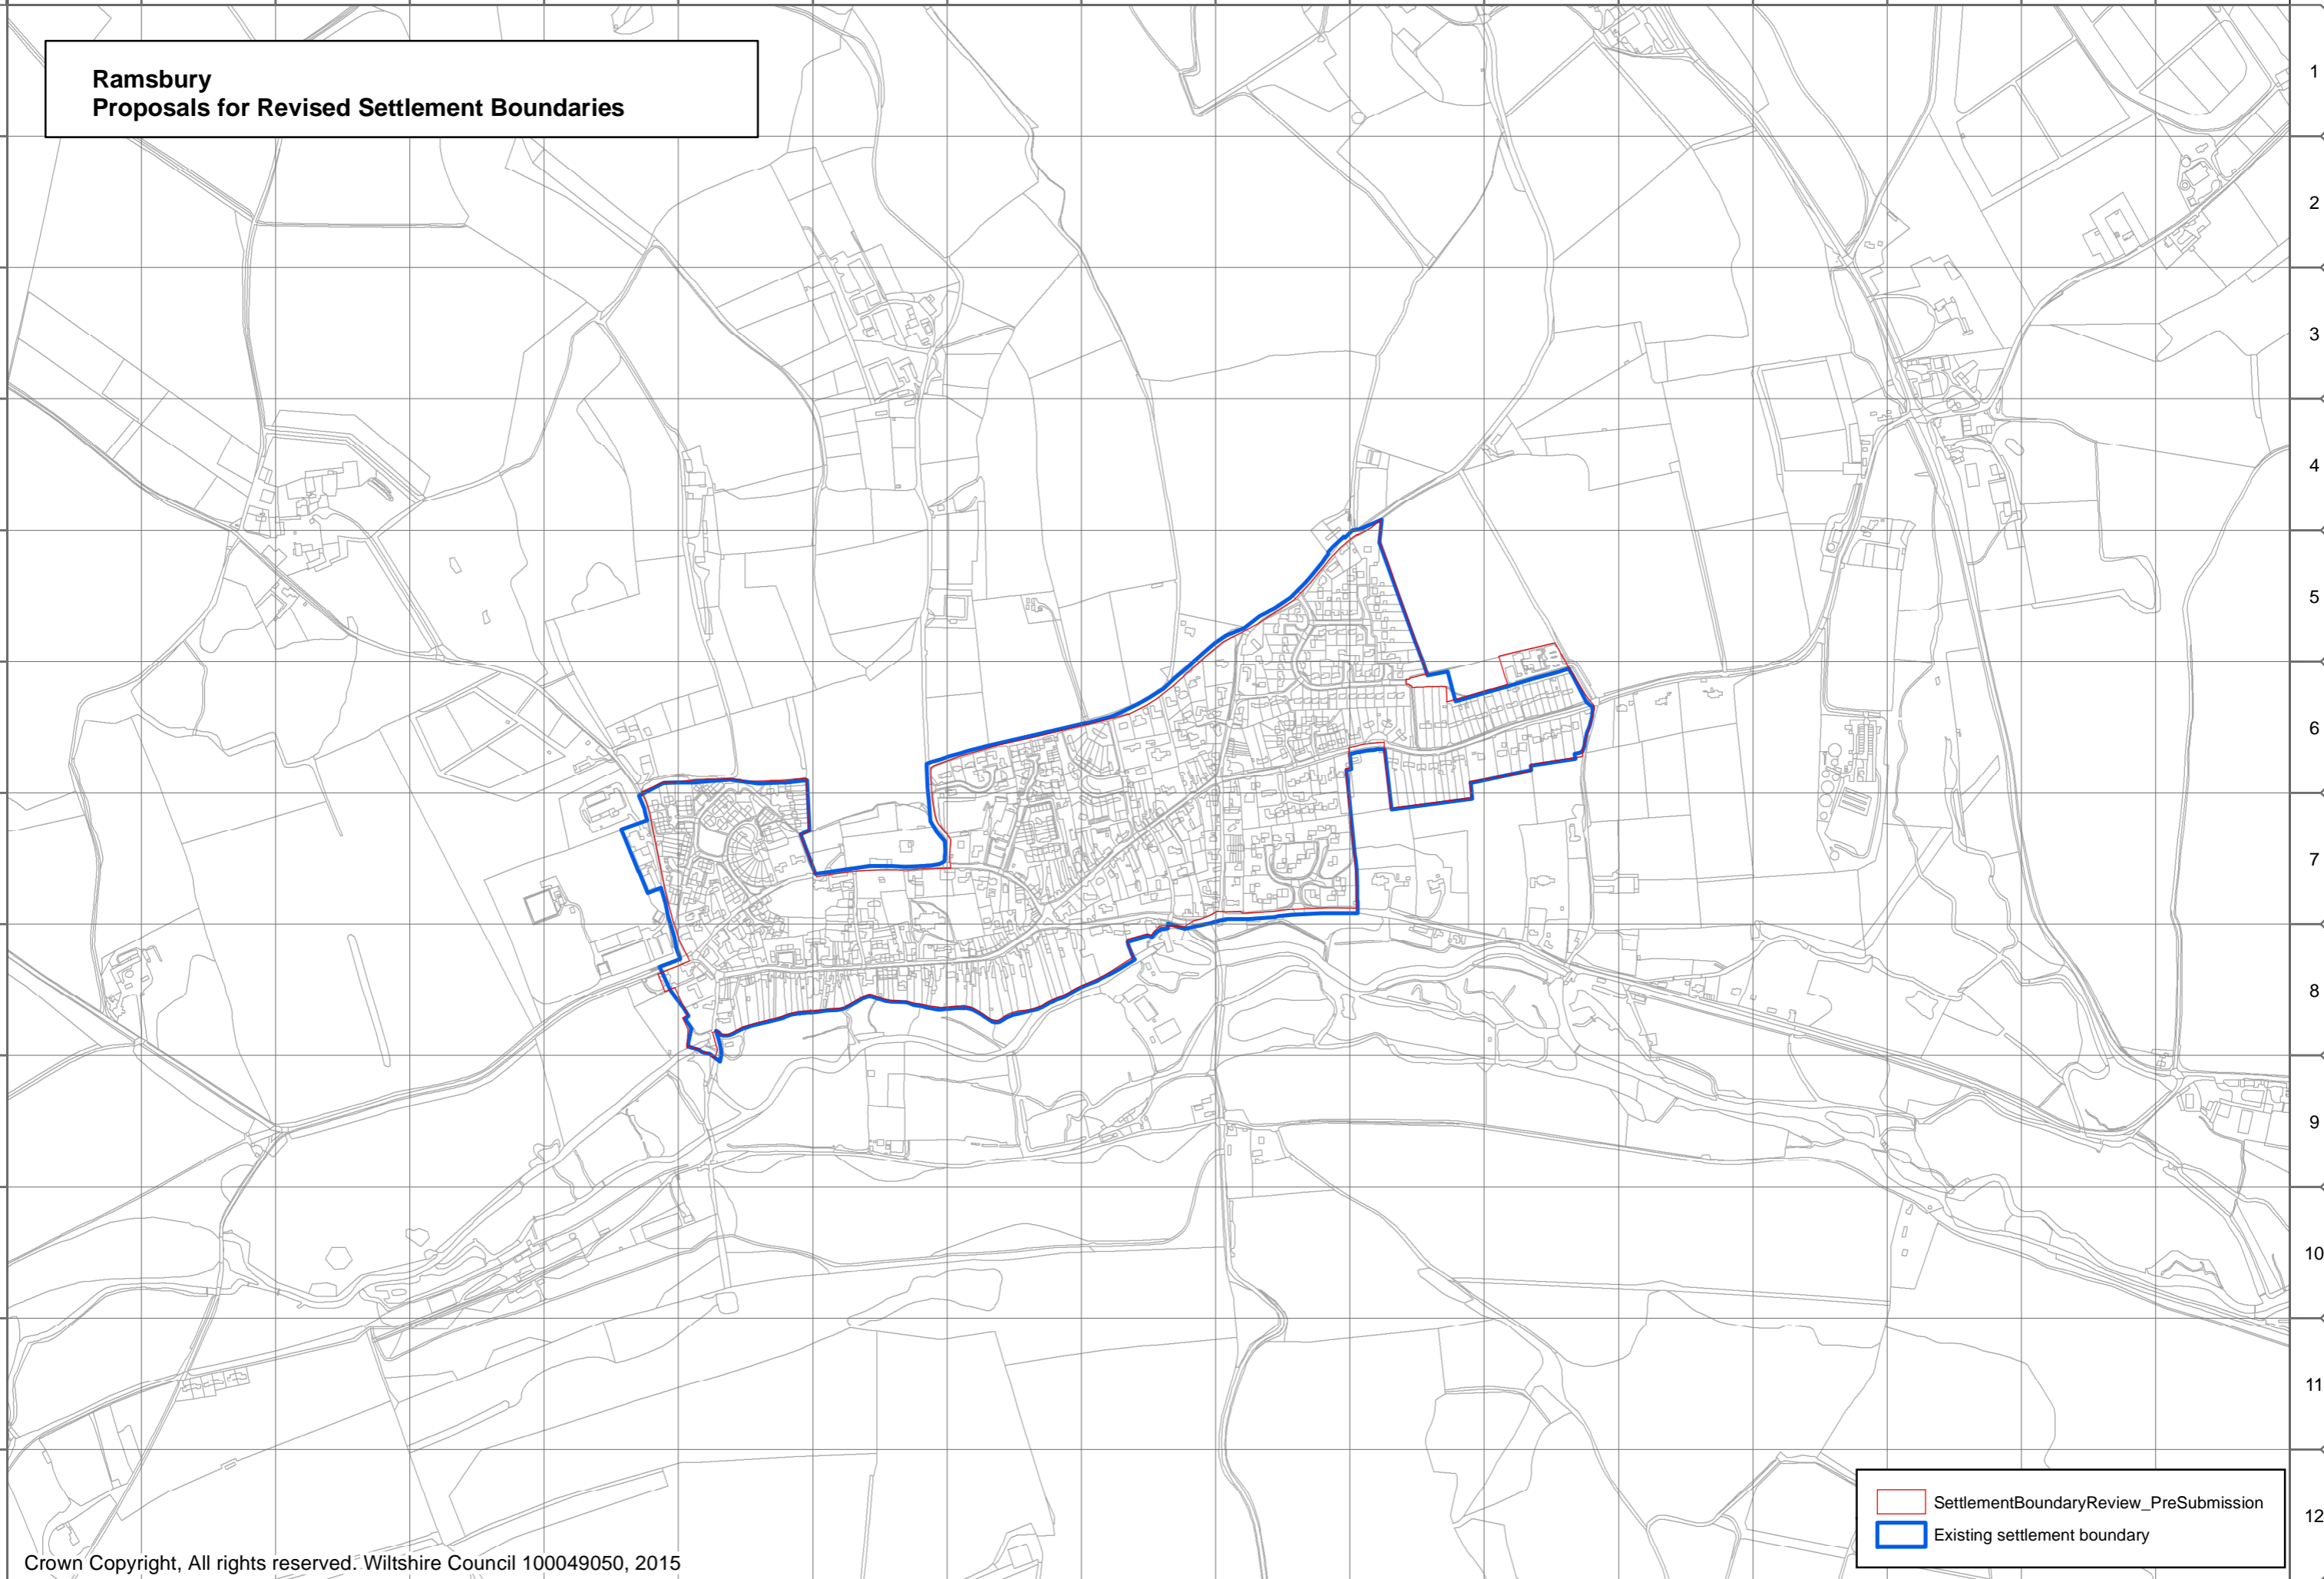 Ramsbury
Proposals for Revised Settlement Boundaries
1
2
3
4
5
6
7
8
9
10
11
12
SettlementBoundaryReview_PreSubmission
Existing settlement boundary
Crown Copyright, All rights reserved. Wiltshire Council 100049050, 2015